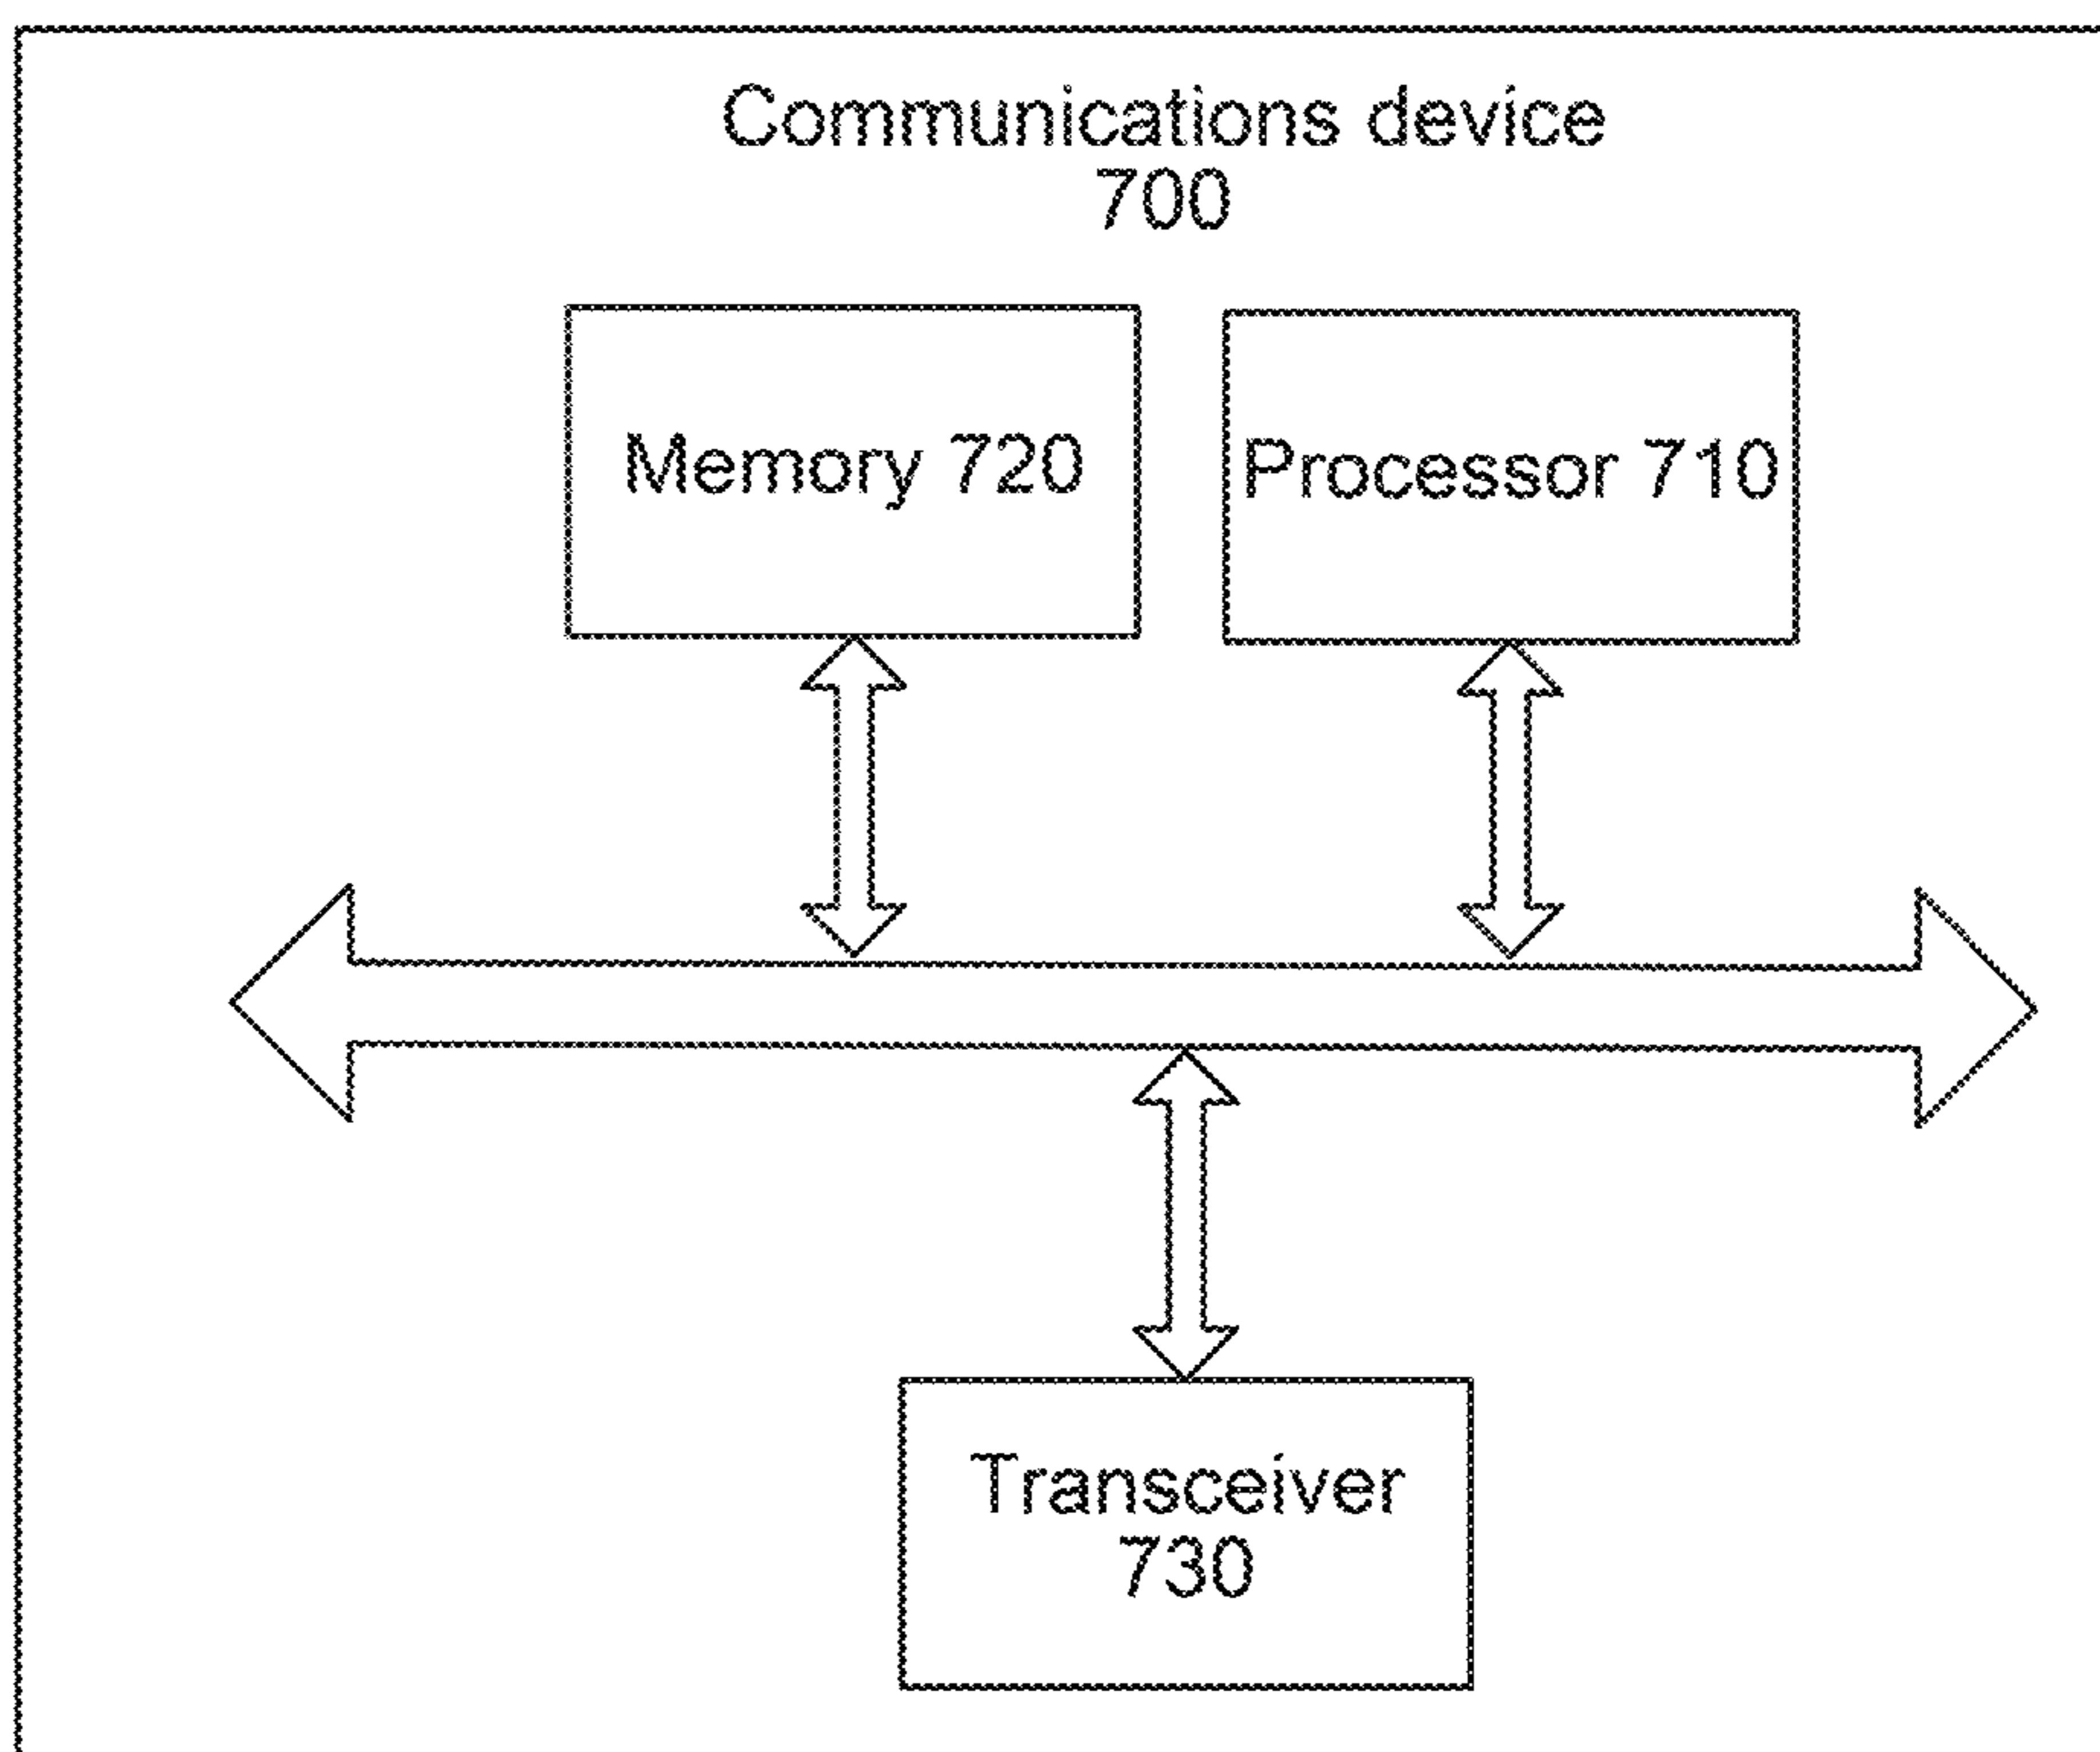 Communications device
700
Memory 720
Processor 710
Transceiver
730